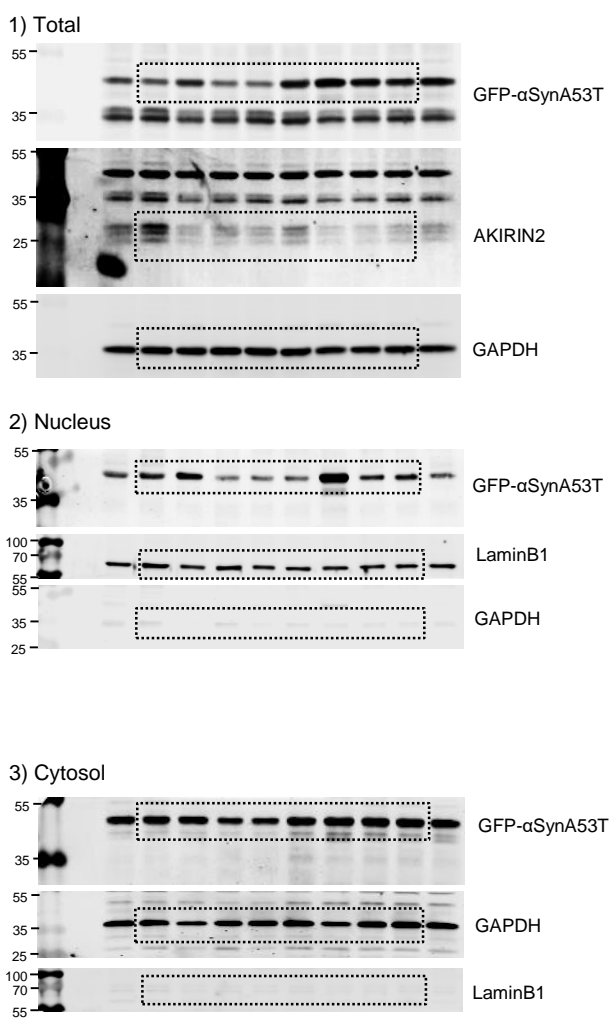 1) Total
55
35
GFP-αSynA53T
55
35
25
AKIRIN2
55
35
GAPDH
2) Nucleus
55
35
GFP-αSynA53T
100
70
55
LaminB1
55
35
25
GAPDH
3) Cytosol
55
35
GFP-αSynA53T
55
35
25
GAPDH
100
70
55
LaminB1